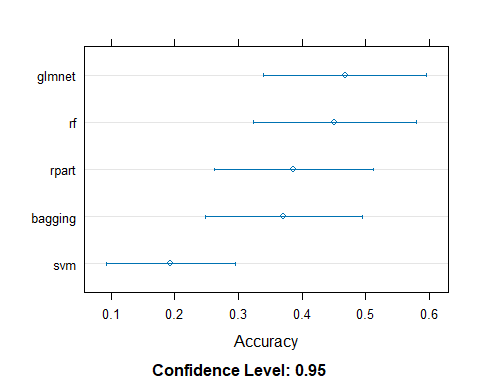 glmnet
rf
rpart
bagging
svm
0.1 0.2 0.3 0.4 0.5 0.6
Accuracy
Confidence Level: 0.95